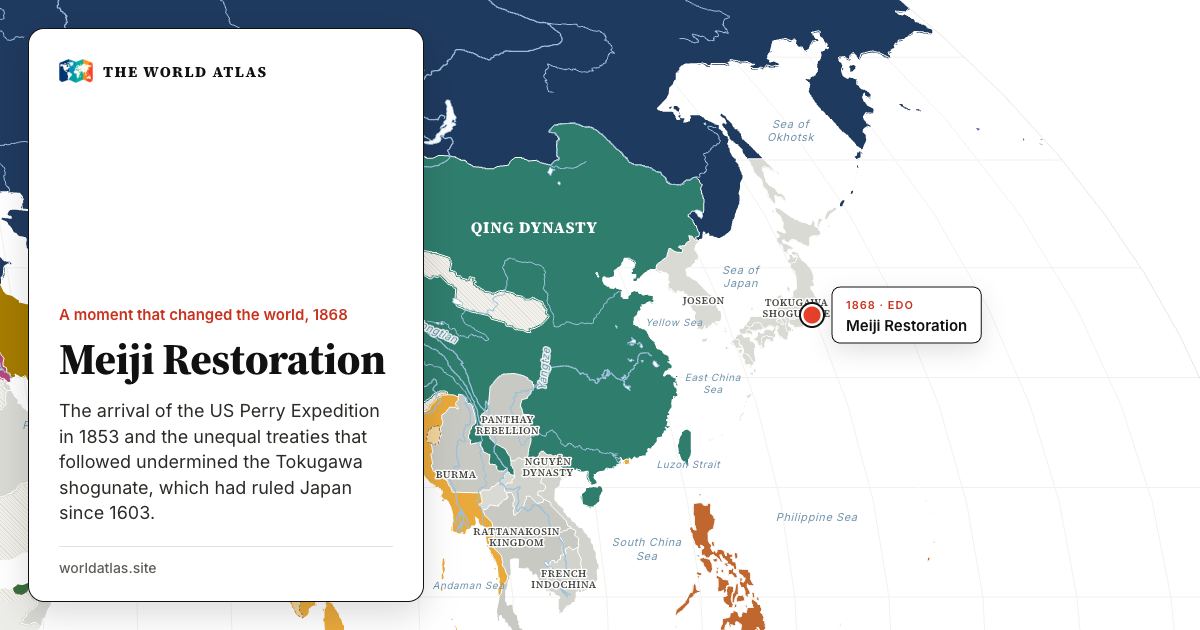 THE WORLD ATLAS
A moment that changed the world, 1868
Meiji Restoration
The arrival of the US Perry Expedition
in 1853 and the unequal treaties that
followed undermined the Tokugawa
shogunate, which had ruled Japan
since 1603.
worldatlas.site
Sea of
Okhotsk
QING DYNASTY
Sea of
Japan
JOSEON
TOKUGAWA
1868 · EDO
Meiji Restoration
Yellow Sea
Yangtze
East China
Sea
PANTHAY
REBELLION
NGUYỄN
DYNASTY
Luzon Strait
BURMA
Philippine Sea
RATTANAKOSIN
KINGDOM
South China
Sea
FRENCH
INDOCHINA
Andaman Sea